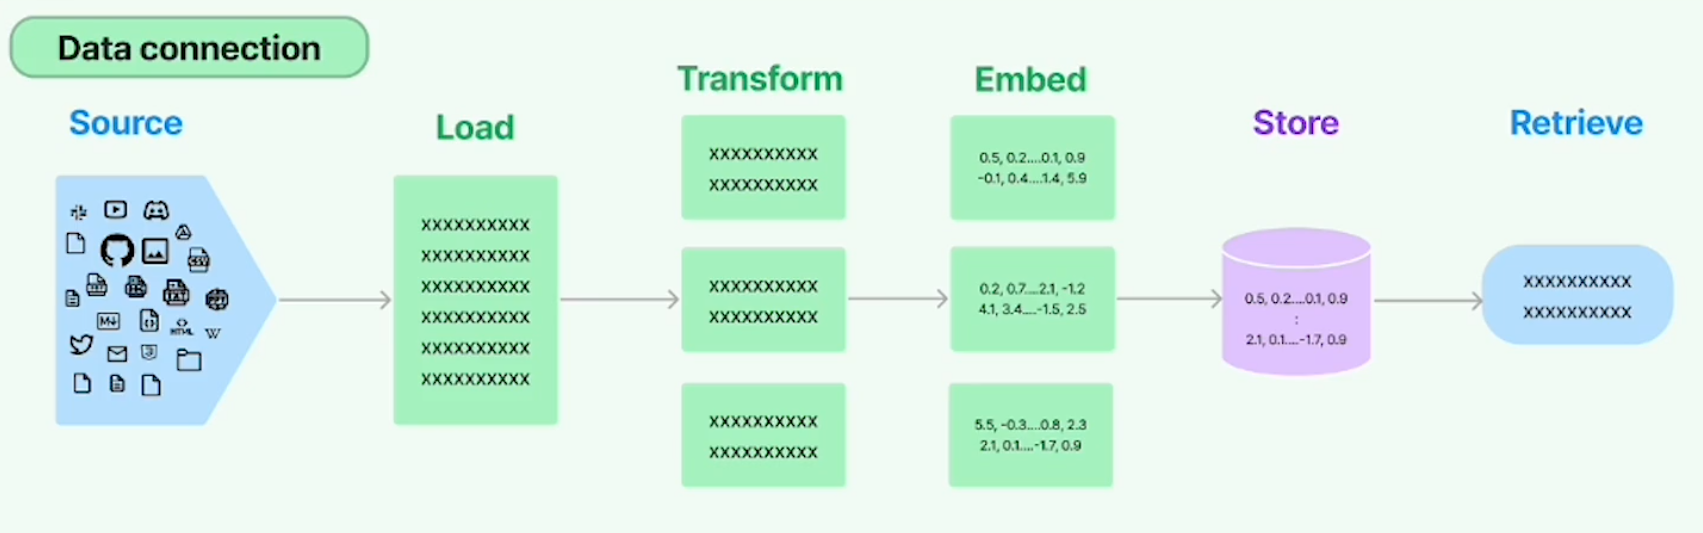 Data connection
Source
Load
Transform
Embed
Store
Retrieve
CSV
TXT
M↓
HTML
W
XXXXXXXXXX
XXXXXXXXXX
XXXXXXXXXX
XXXXXXXXXX
XXXXXXXXXX
XXXXXXXXXX
XXXXXXXXXX
XXXXXXXXXX
XXXXXXXXXX
XXXXXXXXXX
XXXXXXXXXX
XXXXXXXXXX
0.5, 0.2....0.1, 0.9
-0.1, 0.4....1.4, 5.9
0.2, 0.7....2.1, -1.2
4.1, 3.4....-1.5, 2.5
5.5, -0.3....0.8, 2.3
2.1, 0.1....-1.7, 0.9
0.5, 0.2....0.1, 0.9
:
2.1, 0.1....-1.7, 0.9
XXXXXXXXXX
XXXXXXXXXX